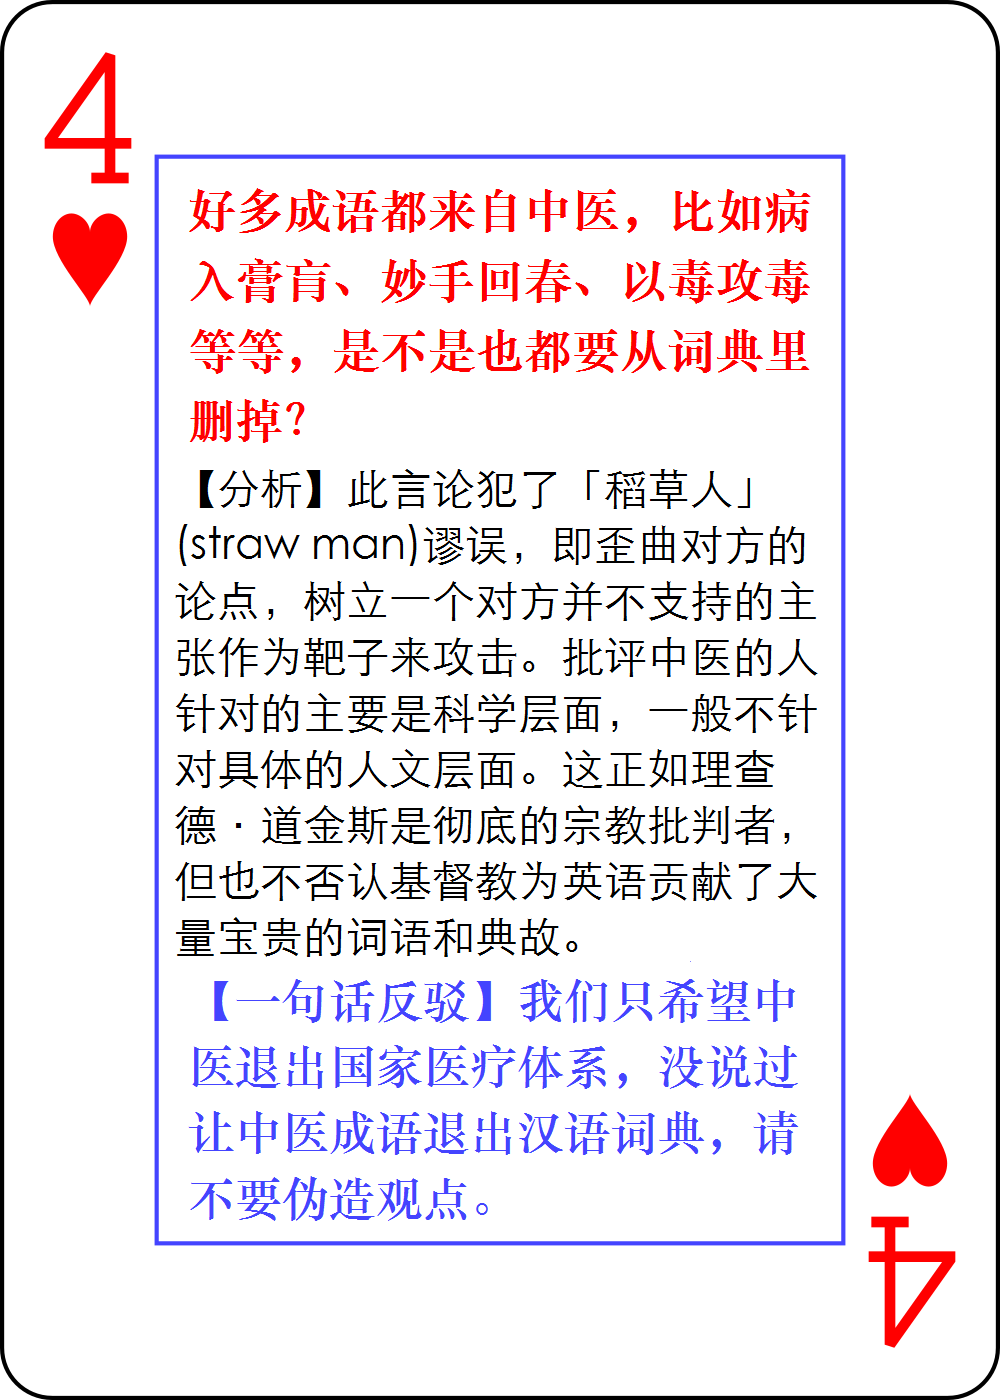 4
好多成语都来自中医，比如病
入膏肓、妙手回春、以毒攻毒
等等，是不是也都要从词典里
删掉？
【分析】此言论犯了「稻草人」
(straw man)谬误，即歪曲对方的
论点，树立一个对方并不支持的主
张作为靶子来攻击。批评中医的人
针对的主要是科学层面，一般不针
对具体的人文层面。这正如理查
德·道金斯是彻底的宗教批判者，
但也不否认基督教为英语贡献了大
量宝贵的词语和典故。
【一句话反驳】我们只希望中
医退出国家医疗体系，没说过
让中医成语退出汉语词典，请
不要伪造观点。
4